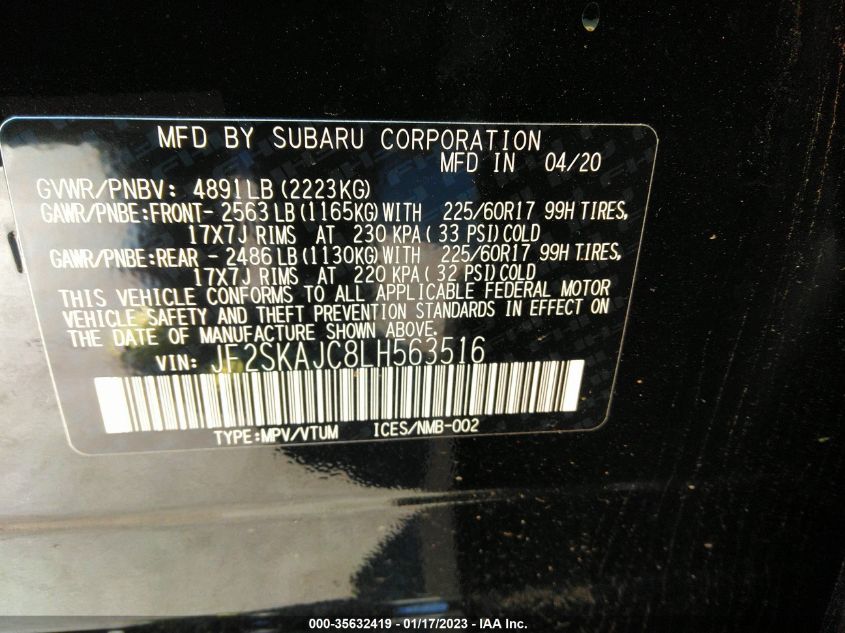 MFD BY SUBARU CORPORATION
MFD IN 04/20
GVWR/PNBV: 4891LB (2223KG)
GAWR/PNBE:FRONT- 2563 LB (1165KG) WITH 225/60R17 99H TIRES,
17X7J RIMS AT 230 KPA ( 33 PSI) COLD
GAWR/PNBE:REAR - 2486 LB (1130KG) WITH 225/60R17 99H TIRES,
17X7J RIMS AT 220 KPA ( 32 PSI) COLD
THIS VEHICLE CONFORMS TO ALL APPLICABLE FEDERAL MOTOR
VEHICLE SAFETY AND THEFT PREVENTION STANDARDS IN EFFECT ON
THE DATE OF MANUFACTURE SHOWN ABOVE.
VIN: JF2SKAJC8LH563516
TYPE:MPV/VTUM ICES/NMB-002
000-35632419 - 01/17/2023 - IAA Inc.